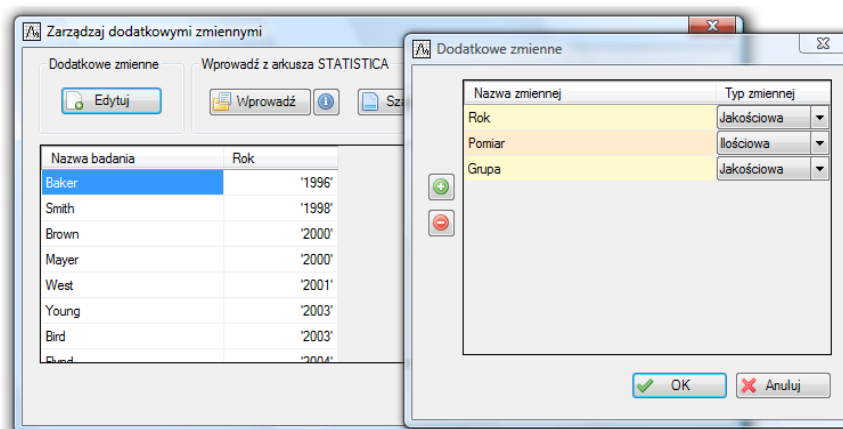 Zarządzaj dodatkowymi zmiennymi
Dodatkowe zmienne
Wprowadź z arkusza STATISTICA
Edytuj
Wprowadź
Nazwa badania Rok
Baker '1996'
Smith '1998'
Brown '2000'
Mayer '2000'
West '2001'
Young '2003'
Bird '2003'
'2004'
Dodatkowe zmienne
Nazwa zmiennej Typ zmiennej
Rok Jakościowa
Pomiar Ilościowa
Grupa Jakościowa
OK
Anuluj